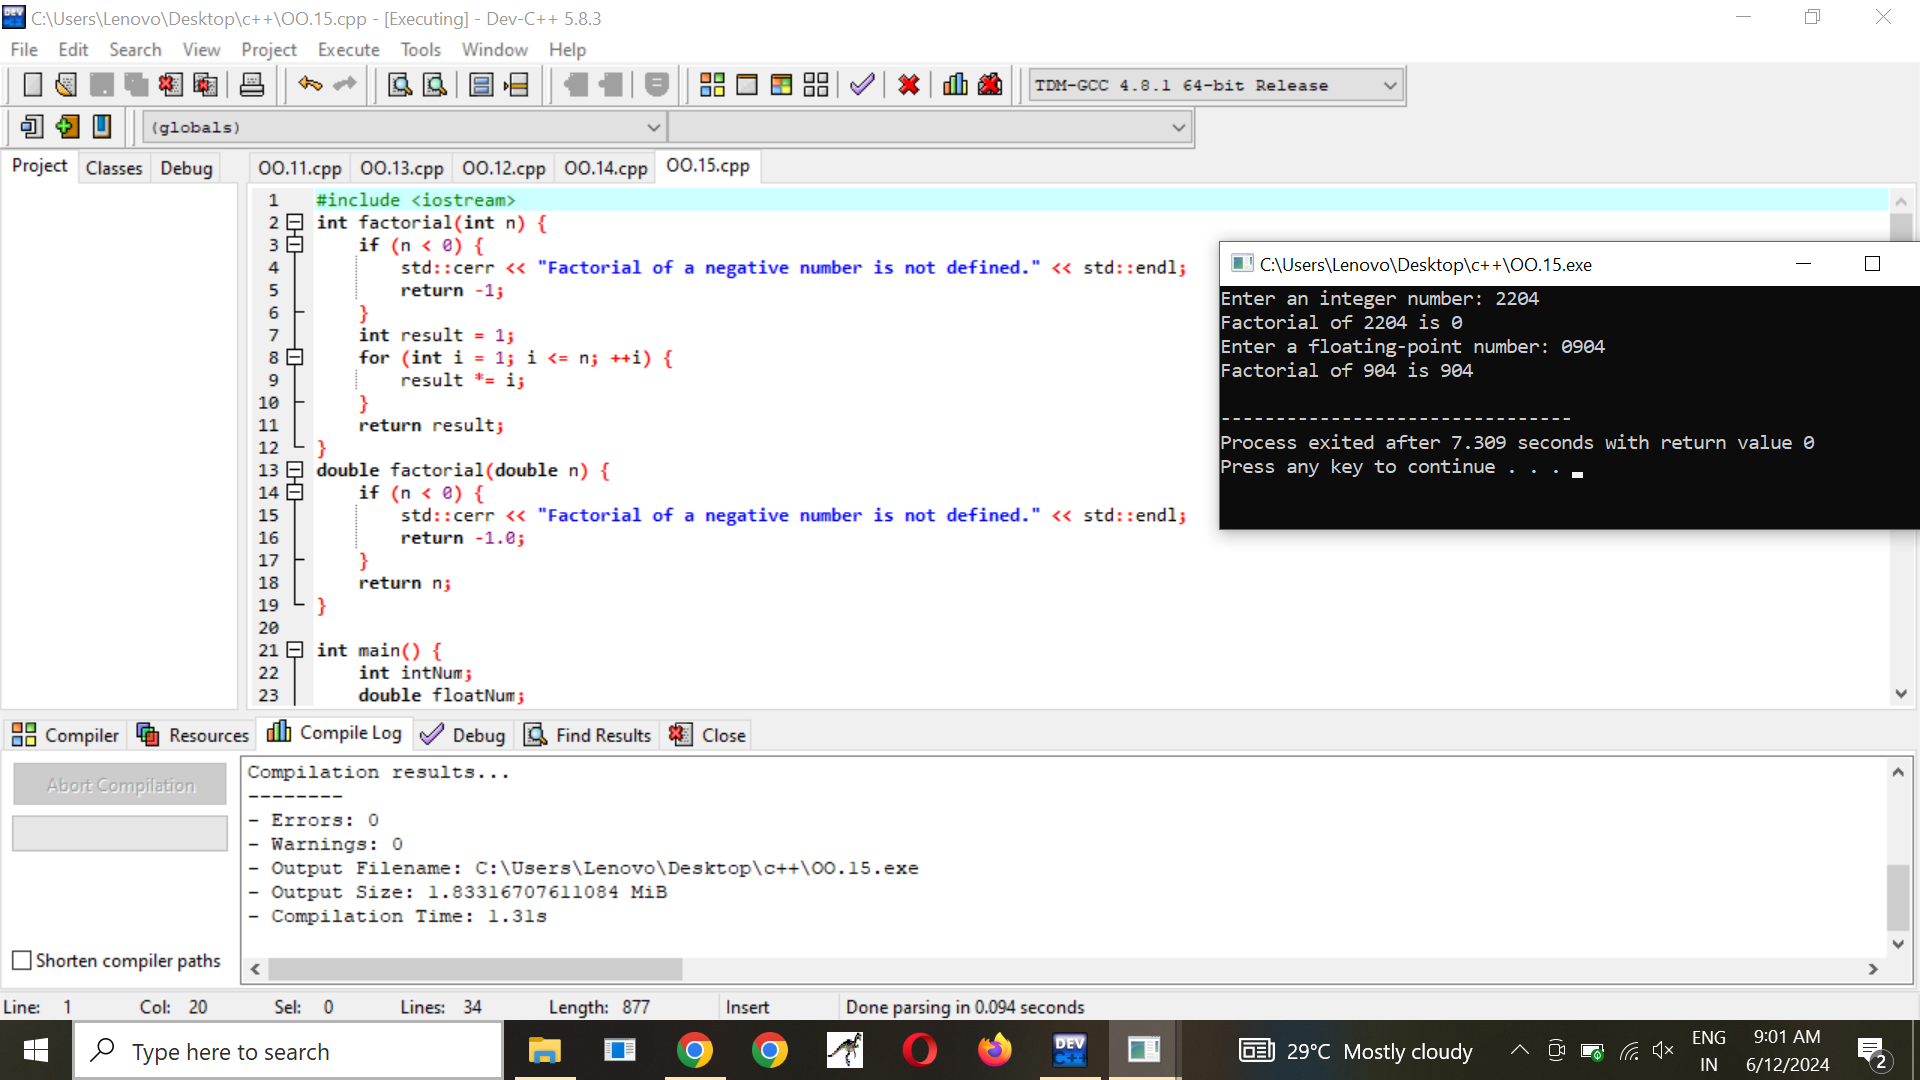 C:\Users\Lenovo\Desktop\c++\OO.15.cpp - [Executing] - Dev-C++ 5.8.3
File Edit Search View Project Execute Tools Window Help
TDM-GCC 4.8.1 64-bit Release
(globals)
Project Classes Debug
OO.11.cpp OO.13.cpp OO.12.cpp OO.14.cpp OO.15.cpp
1 #include <iostream>
2 int factorial(int n) {
3 if (n < 0) {
4 std::cerr << "Factorial of a negative number is not defined." << std::endl;
5 return -1;
6 }
7 int result = 1;
8 for (int i = 1; i <= n; ++i) {
9 result *= i;
10 }
11 return result;
12 }
13 double factorial(double n) {
14 if (n < 0) {
15 std::cerr << "Factorial of a negative number is not defined." << std::endl;
16 return -1.0;
17 }
18 return n;
19 }
20
21 int main() {
22 int intNum;
23 double floatNum;
C:\Users\Lenovo\Desktop\c++\OO.15.exe
Enter an integer number: 2204
Factorial of 2204 is 0
Enter a floating-point number: 0904
Factorial of 904 is 904
--------------------------------
Process exited after 7.309 seconds with return value 0
Press any key to continue . . .
Compiler Resources Compile Log Debug Find Results Close
Abort Compilation
Shorten compiler paths
Compilation results...
--------
- Errors: 0
- Warnings: 0
- Output Filename: C:\Users\Lenovo\Desktop\c++\OO.15.exe
- Output Size: 1.83316707611084 MiB
- Compilation Time: 1.31s
Line: 1 Col: 20 Sel: 0 Lines: 34 Length: 877 Insert Done parsing in 0.094 seconds
Type here to search
DEV
C++
29°C Mostly cloudy
ENG
IN
9:01 AM
6/12/2024
2